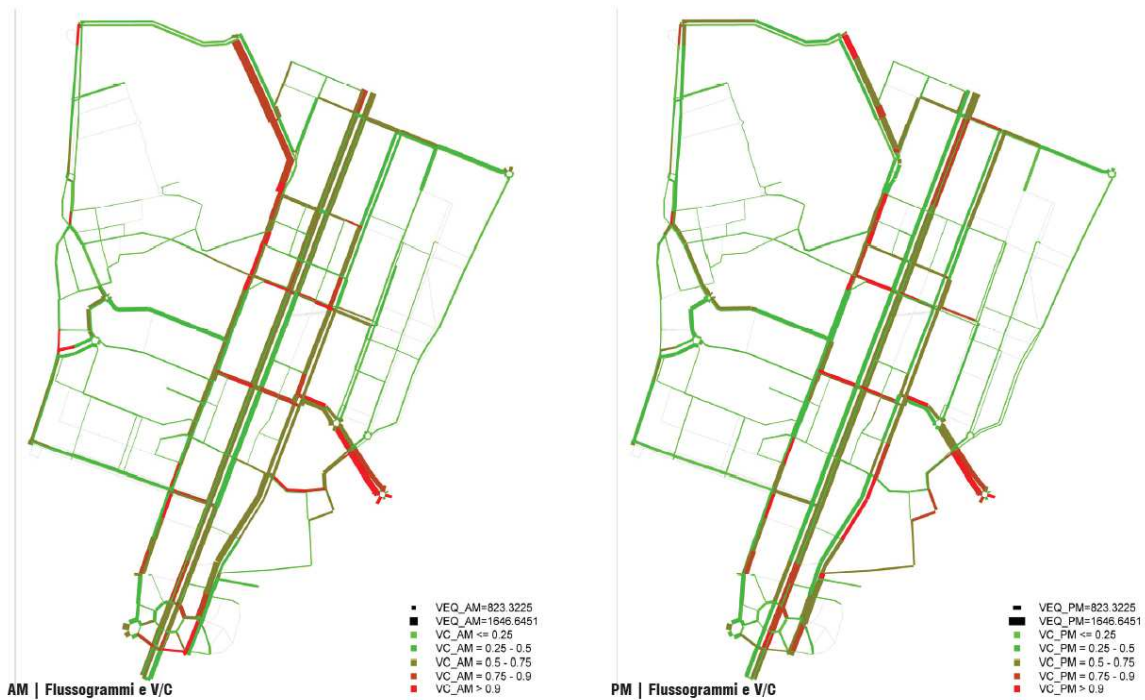 VEQ_AM=823.3225
VEQ_AM=1646.6451
VC_AM <= 0.25
VC_AM = 0.25 - 0.5
VC_AM = 0.5 - 0.75
VC_AM = 0.75 - 0.9
VC_AM > 0.9
AM | Flussogrammi e V/C
VEQ_PM=823.3225
VEQ_PM=1646.6451
VC_PM <= 0.25
VC_PM = 0.25 - 0.5
VC_PM = 0.5 - 0.75
VC_PM = 0.75 - 0.9
VC_PM > 0.9
PM | Flussogrammi e V/C